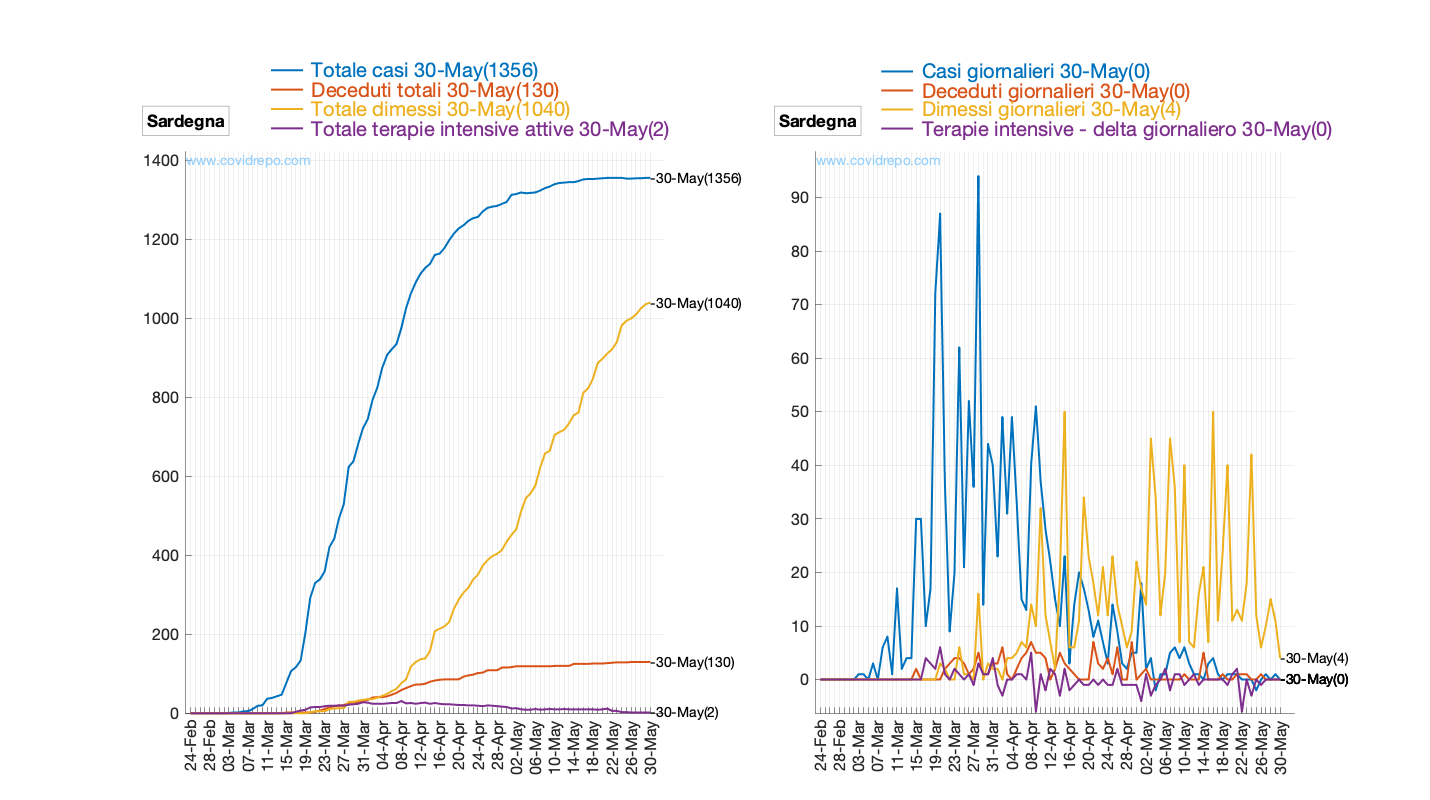 Totale casi 30-May(1356)
Deceduti totali 30-May(130)
Totale dimessi 30-May(1040)
Totale terapie intensive attive 30-May(2)
Sardegna
www.covidrepo.com
1400
1200
1000
800
600
400
200
0
30-May(1356)
30-May(1040)
30-May(130)
30-May(2)
24-Feb
28-Feb
03-Mar
07-Mar
11-Mar
15-Mar
19-Mar
23-Mar
27-Mar
31-Mar
04-Apr
08-Apr
12-Apr
16-Apr
20-Apr
24-Apr
28-Apr
02-May
06-May
10-May
14-May
18-May
22-May
26-May
30-May
Casi giornalieri 30-May(0)
Deceduti giornalieri 30-May(0)
Dimessi giornalieri 30-May(4)
Terapie intensive - delta giornaliero 30-May(0)
Sardegna
www.covidrepo.com
90
80
70
60
50
40
30
20
10
0
30-May(4)
30-May(0)
24-Feb
28-Feb
03-Mar
07-Mar
11-Mar
15-Mar
19-Mar
23-Mar
27-Mar
31-Mar
04-Apr
08-Apr
12-Apr
16-Apr
20-Apr
24-Apr
28-Apr
02-May
06-May
10-May
14-May
18-May
22-May
26-May
30-May